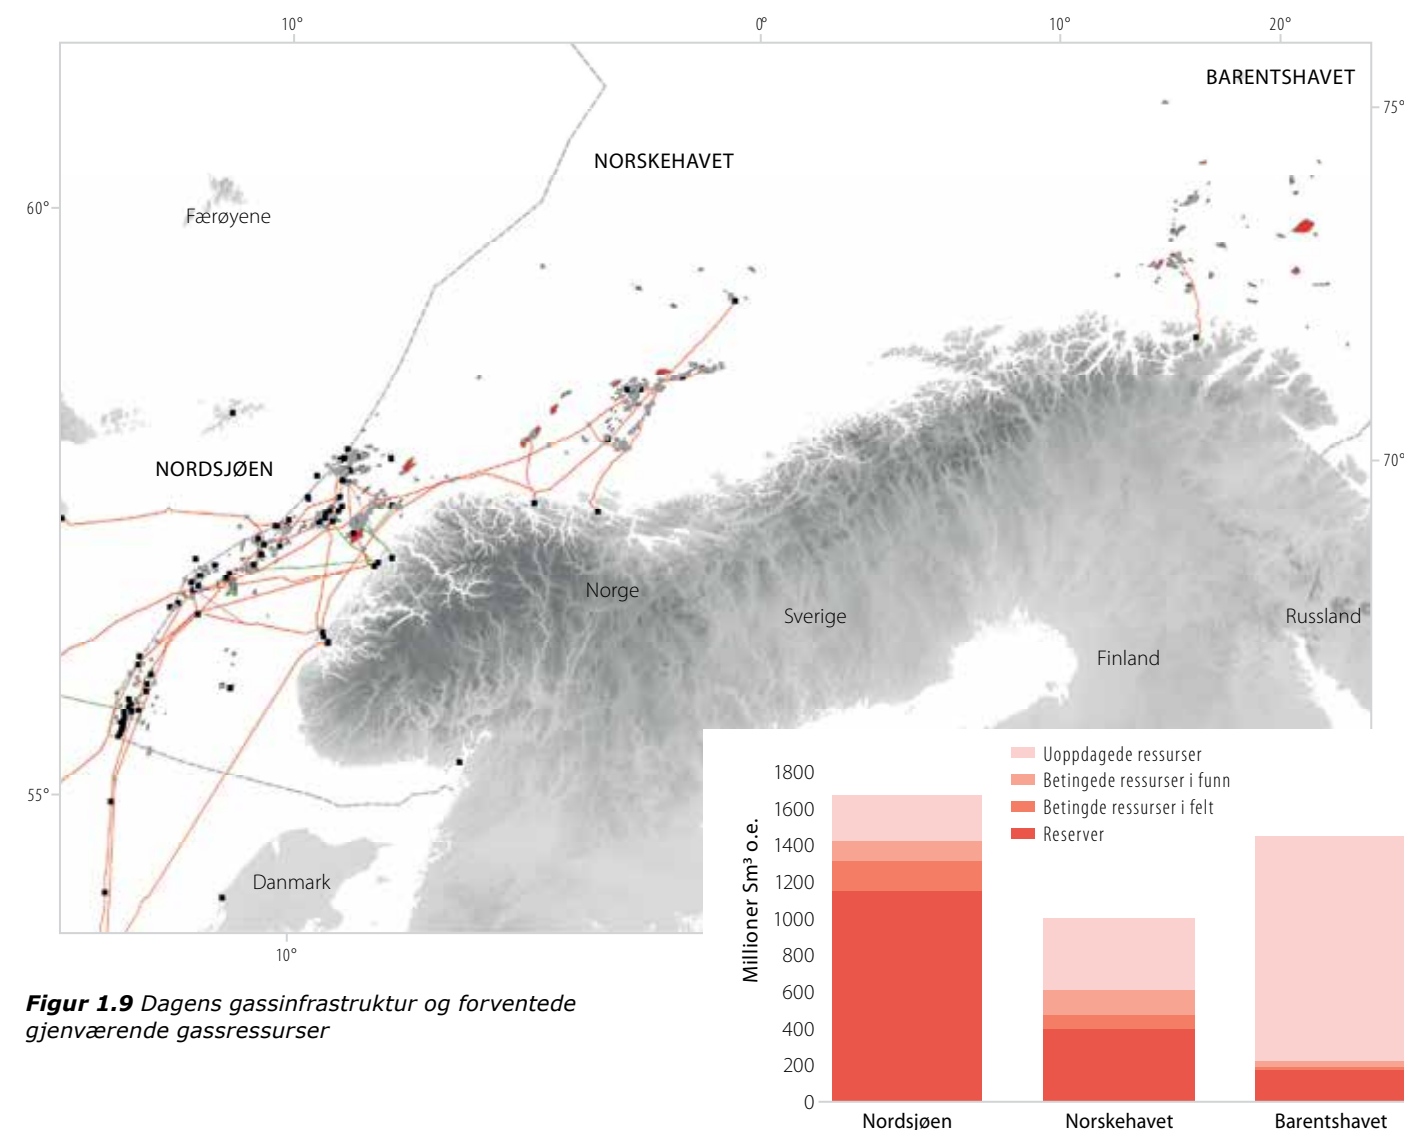 10°
0°
10°
20°
BARENTSHAVET
75°
NORSKEHAVET
60°
Færøyene
70°
NORDSJØEN
Norge
Sverige
Russland
Finland
55°
Danmark
10°
Uoppdagede ressurser
Betingede ressurser i funn
Betingde ressurser i felt
Reserver
Millioner Sm³ o.e.
1800
1600
1400
1200
1000
800
600
400
200
0
Nordsjøen
Norskehavet
Barentshavet
Figur 1.9 Dagens gassinfrastruktur og forventede
gjenværende gassressurser